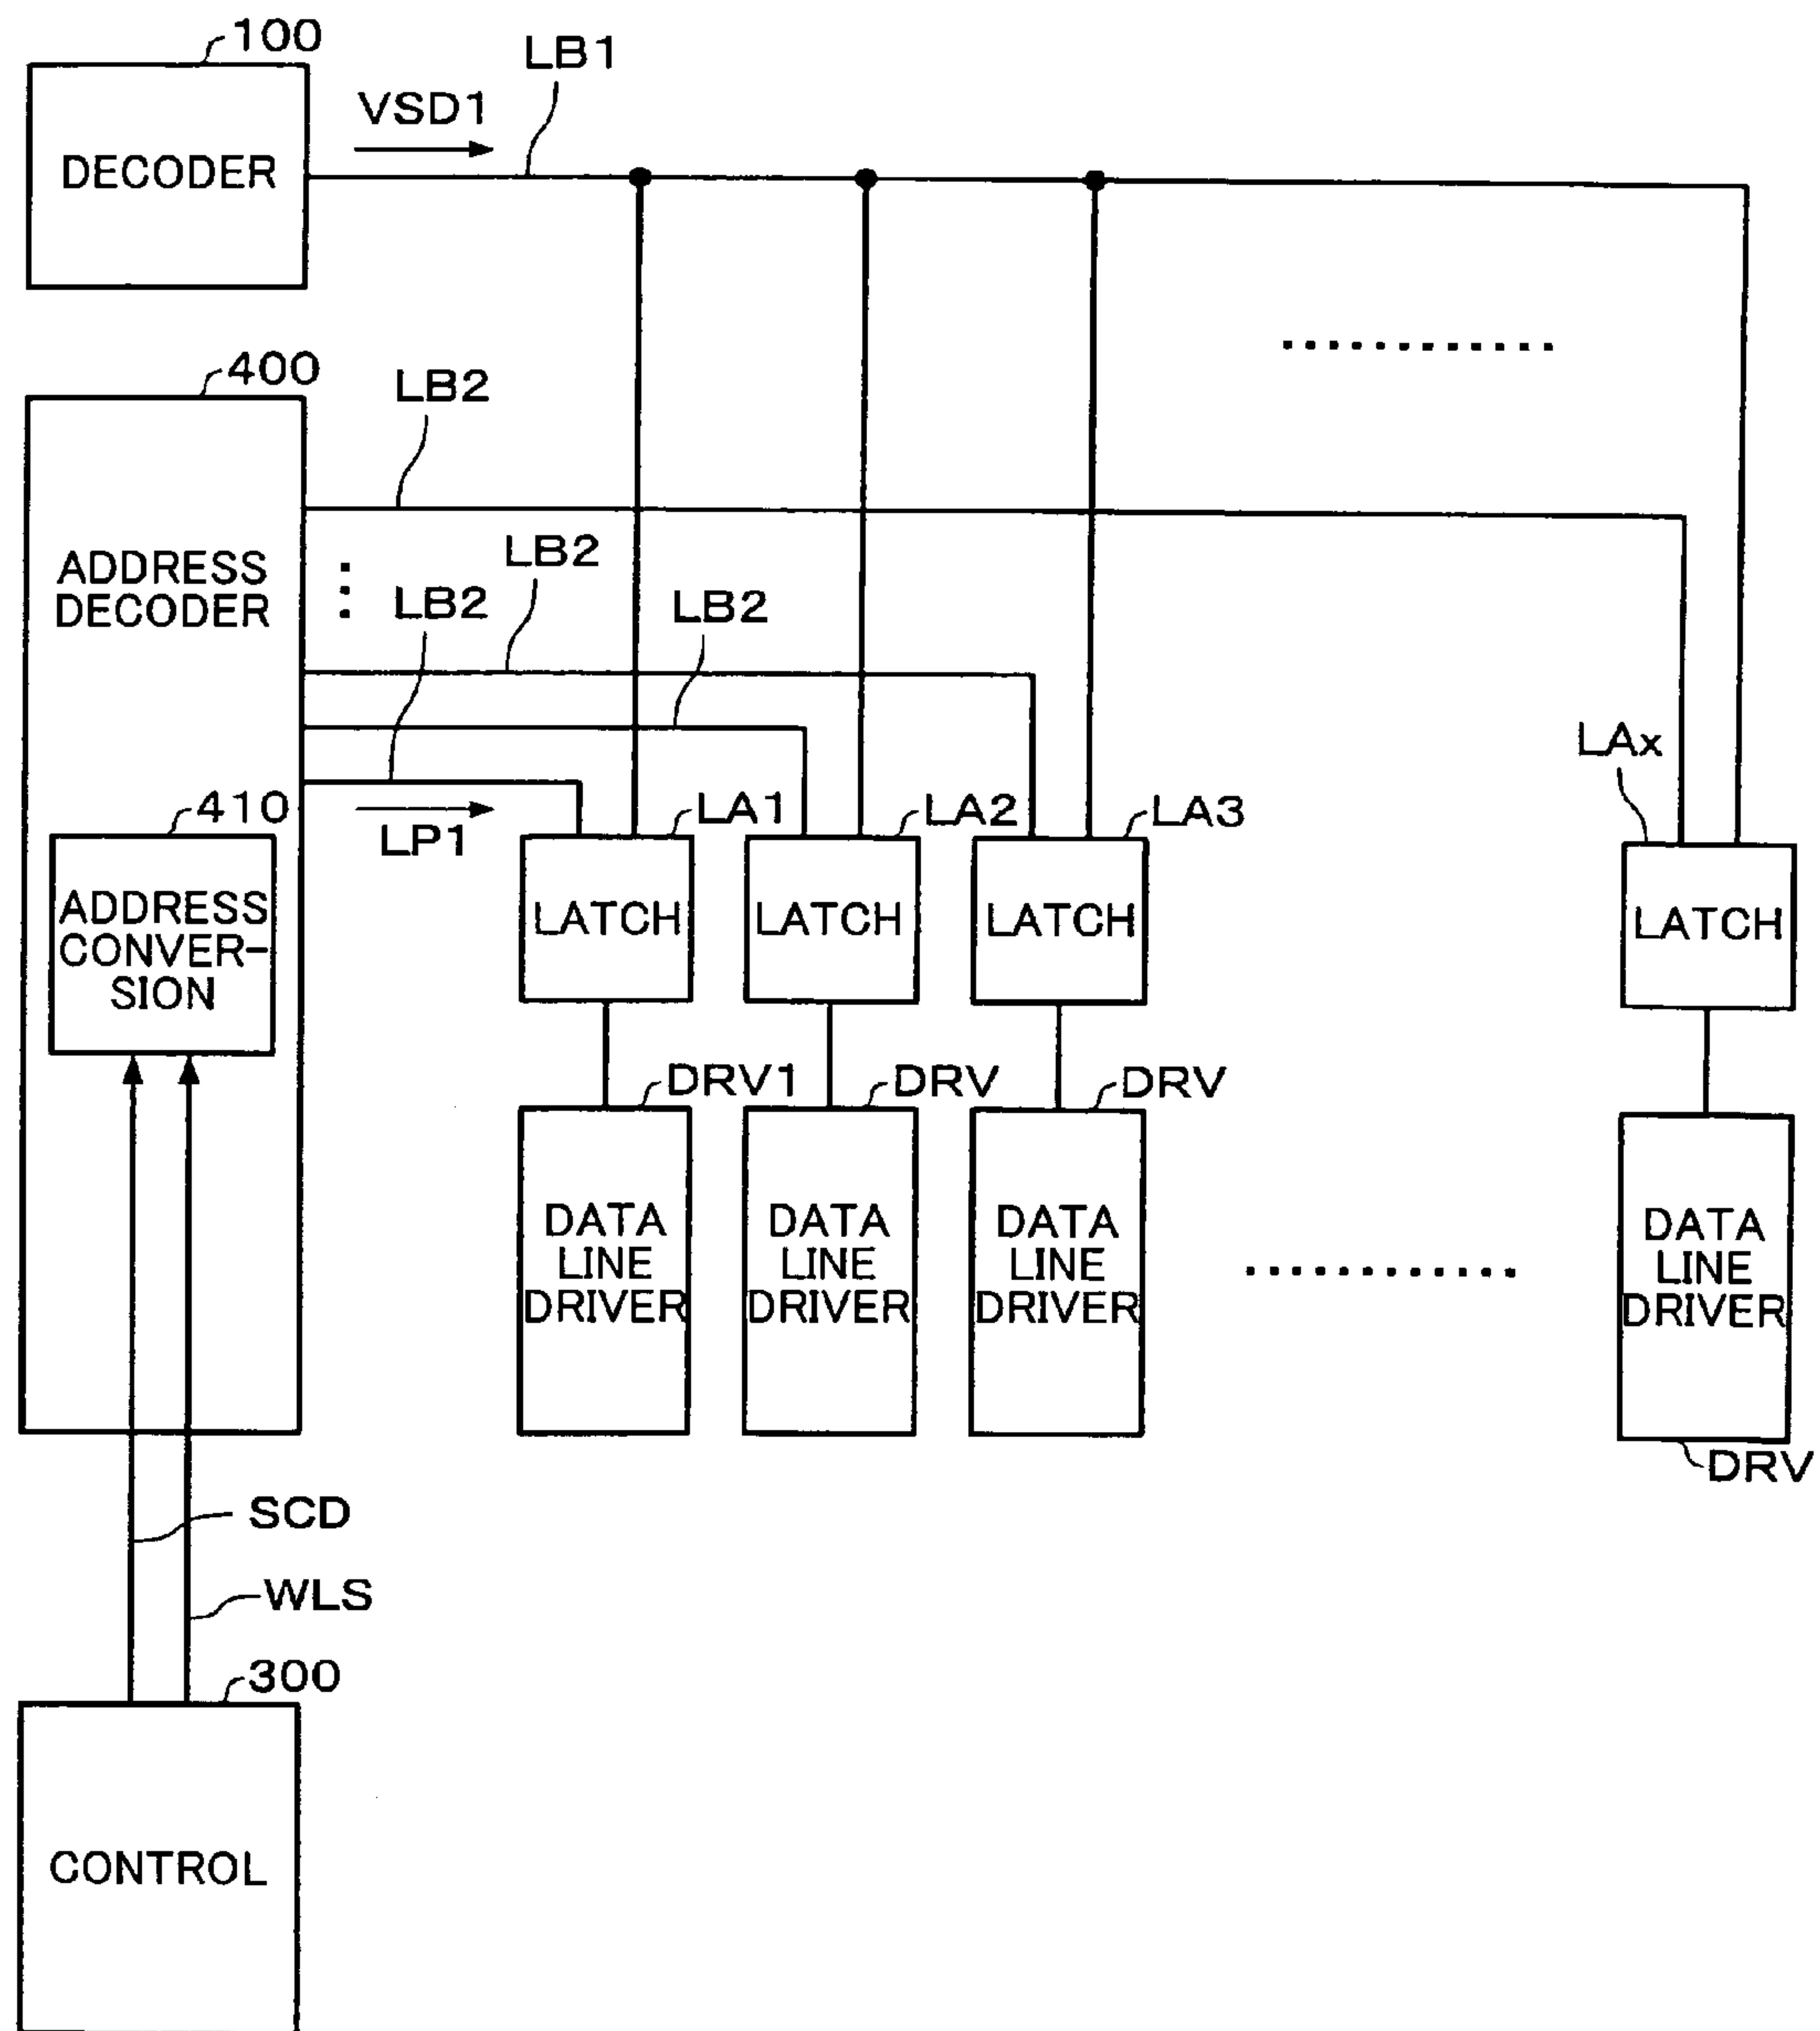 100
LB1
VSD1
DECODER
400
LB2
ADDRESS
DECODER
LB2
LB2
LB2
LAx
410
LP1
LA1
LA2
LA3
ADDRESS
CONVER-
SION
LATCH
LATCH
LATCH
LATCH
DRV1
DRV
DRV
DATA
LINE
DRIVER
DATA
LINE
DRIVER
DATA
LINE
DRIVER
DATA
LINE
DRIVER
DRV
SCD
WLS
300
CONTROL